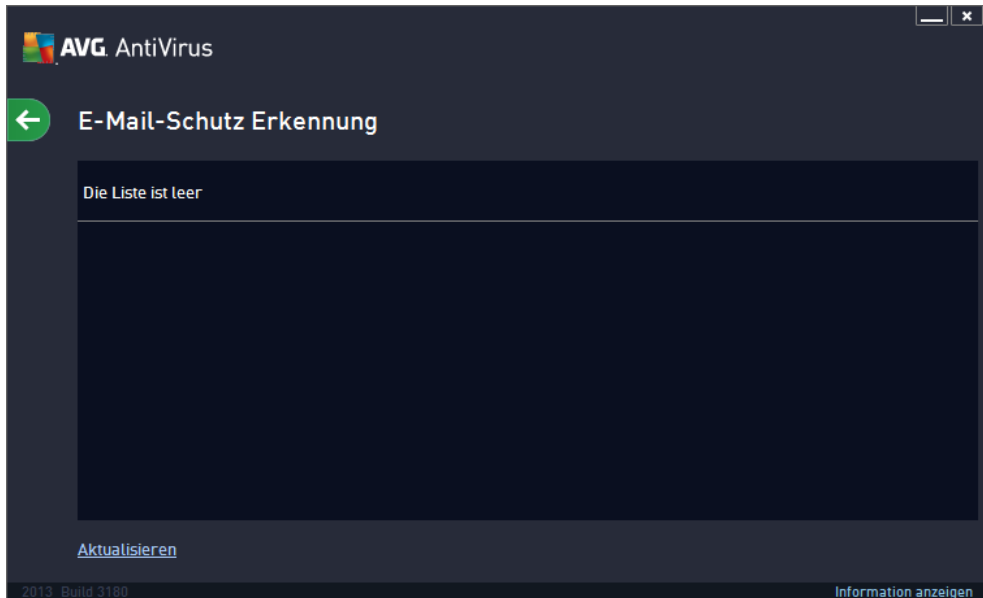 AVG. AntiVirus
E-Mail-Schutz Erkennung
Die Liste ist leer
Aktualisieren
2013 Build 3180
Information anzeigen